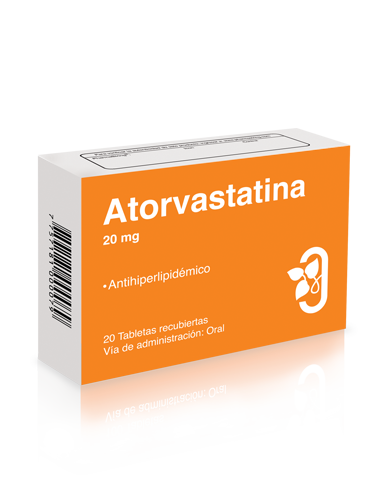 Atorvastatina
20 mg
•Antihiperlipidémico
20 Tabletas recubiertas
Vía de administración: Oral